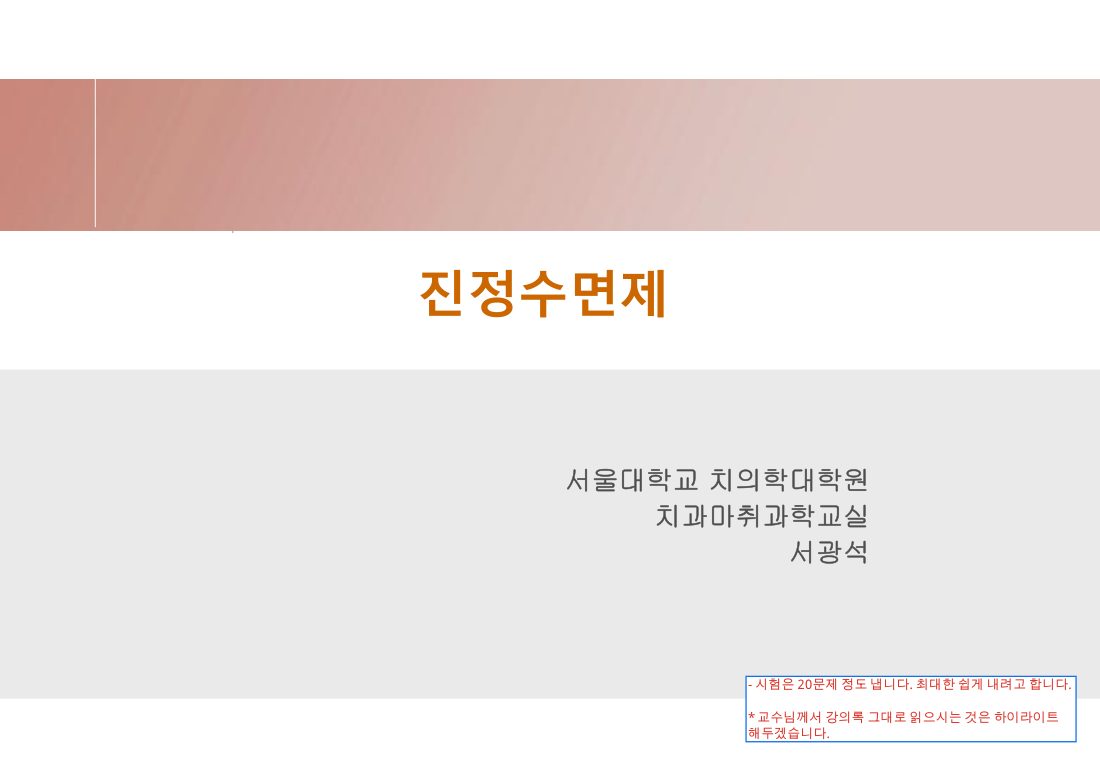 진정수면제
서울대학교 치의학대학원
치과마취과학교실
서광석
- 시험은 20문제 정도 냅니다. 최대한 쉽게 내려고 합니다.
* 교수님께서 강의록 그대로 읽으시는 것은 하이라이트
해두겠습니다.